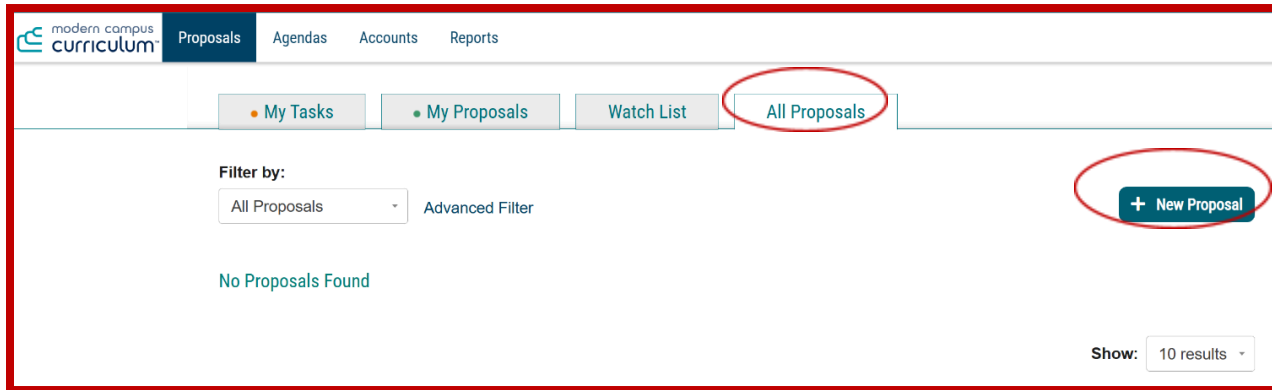 modern campus
curriculum™
Proposals Agendas Accounts Reports
• My Tasks • My Proposals Watch List All Proposals
Filter by:
All Proposals Advanced Filter + New Proposal
No Proposals Found
Show: 10 results